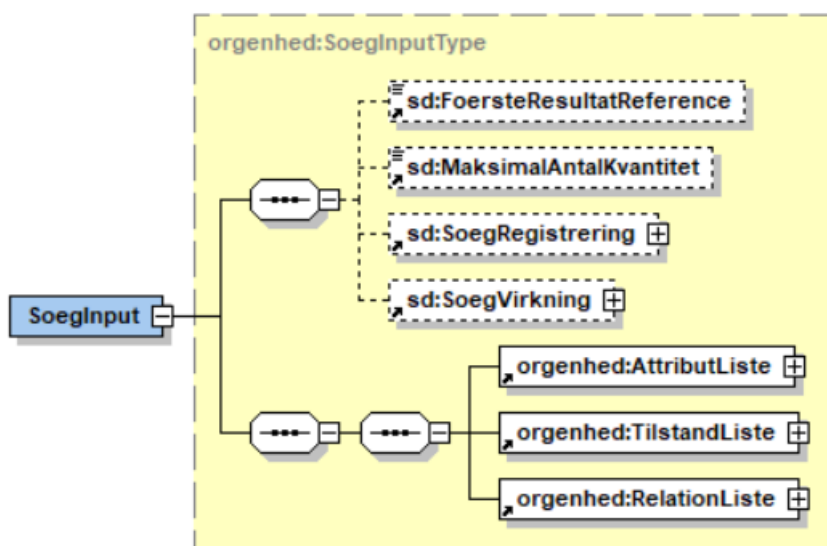 orgenhed:SoegInputType
sd:FoersteResultatReference
sd:MaksimalAntalKvantitet
sd:SoegRegistrering
sd:SoegVirkning
SoegInput
orgenhed:AttributListe
orgenhed:TilstandListe
orgenhed:RelationListe